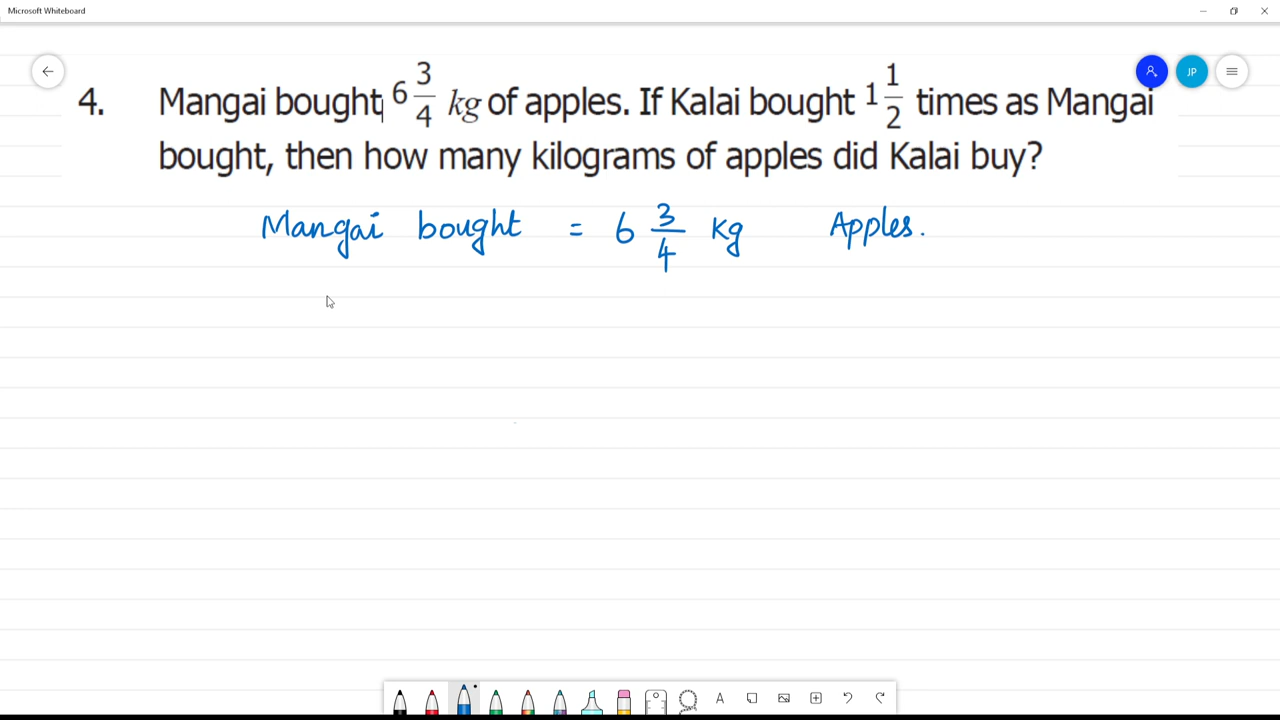 Microsoft Whiteboard
JP
4. Mangai bought 6 3/4 kg of apples. If Kalai bought 1 1/2 times as Mangai
bought, then how many kilograms of apples did Kalai buy?
Mangai bought = 6 3/4 kg Apples.
A